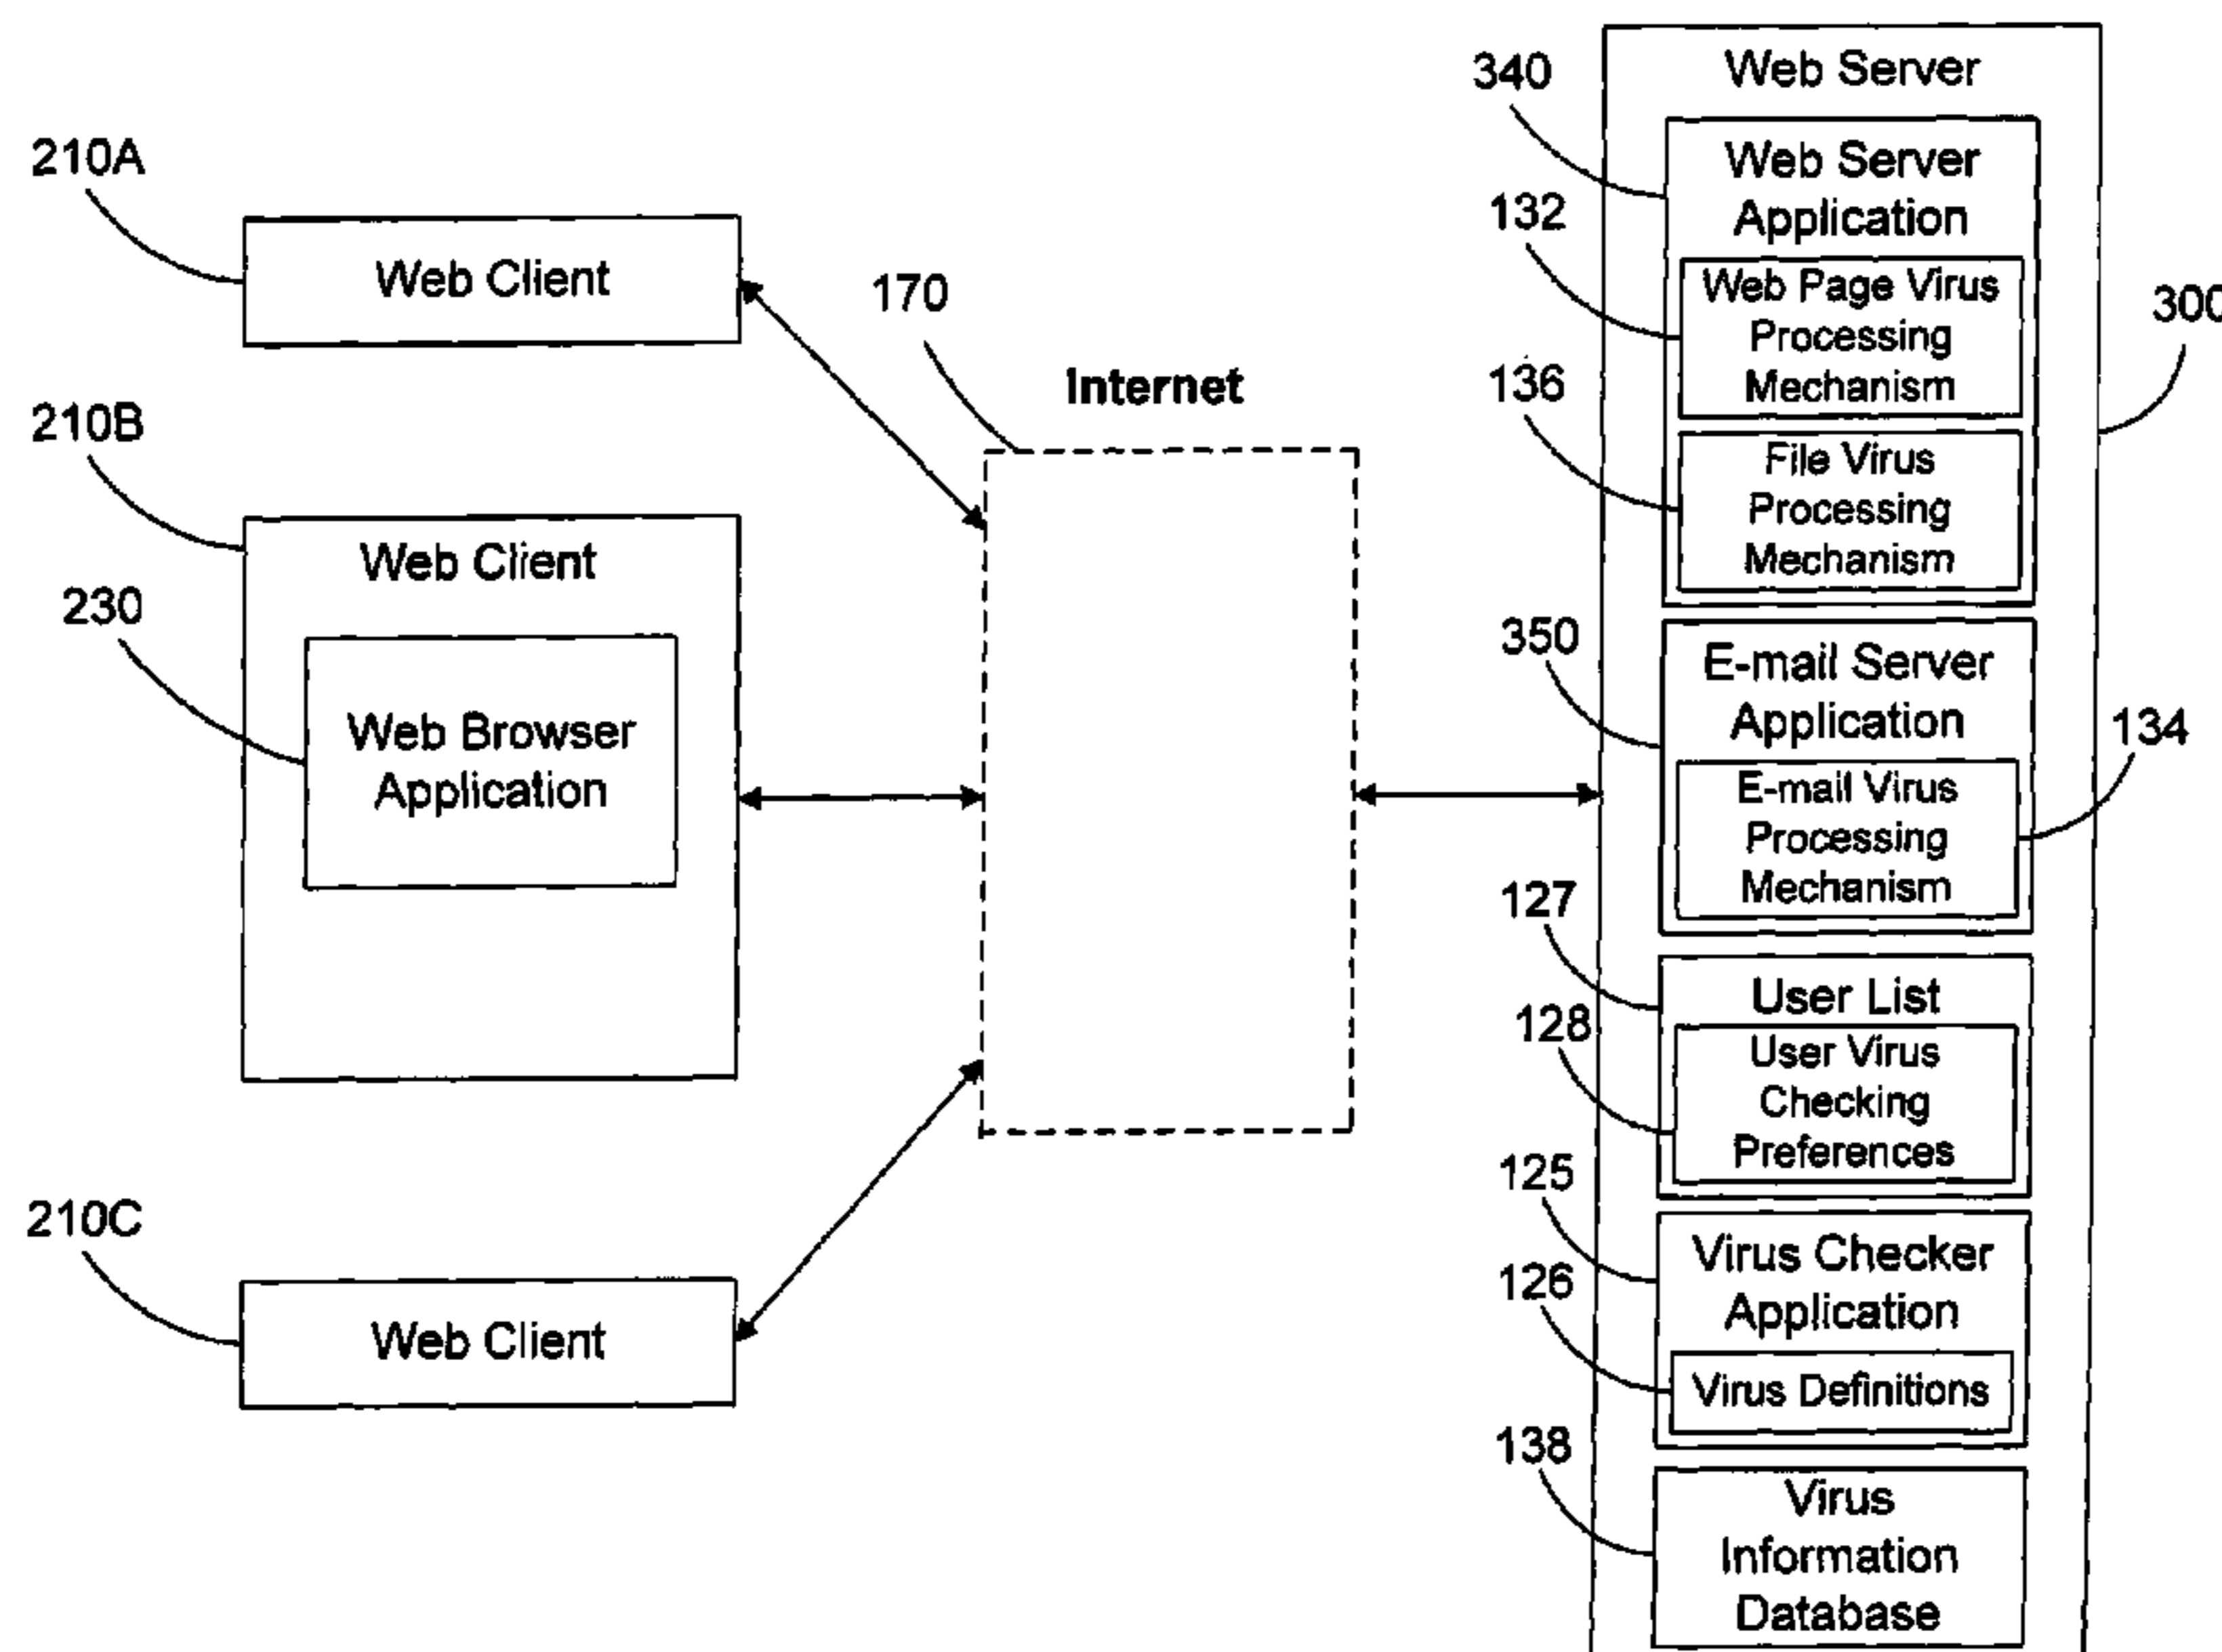 210A
Web Client
210B
Web Client
230
Web Browser
Application
210C
Web Client
170
Internet
Web Server
340
Web Server
Application
132
Web Page Virus
Processing
Mechanism
300
136
File Virus
Processing
Mechanism
350
E-mail Server
Application
134
E-mail Virus
Processing
Mechanism
127
User List
128
User Virus
Checking
Preferences
125
Virus Checker
Application
126
Virus Definitions
138
Virus
Information
Database